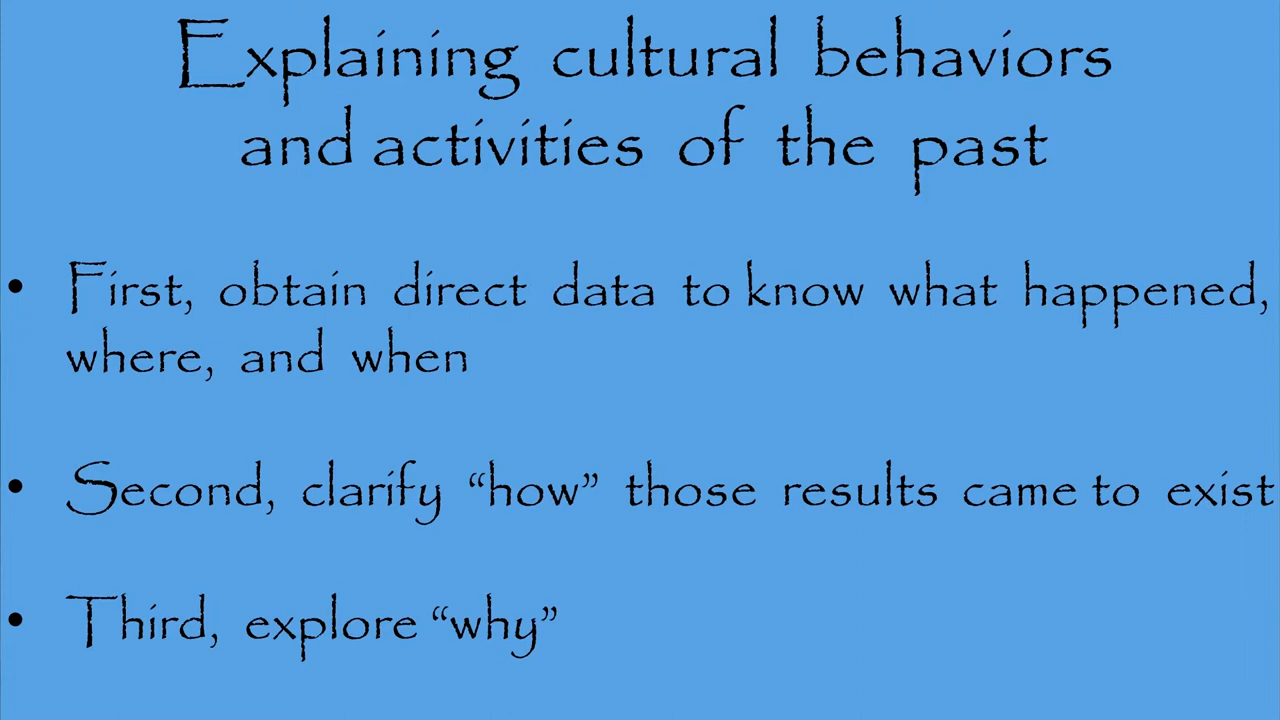 Explaining cultural behaviors
and activities of the past
• First, obtain direct data to know what happened,
where, and when
• Second, clarify “how” those results came to exist
• Third, explore “why”